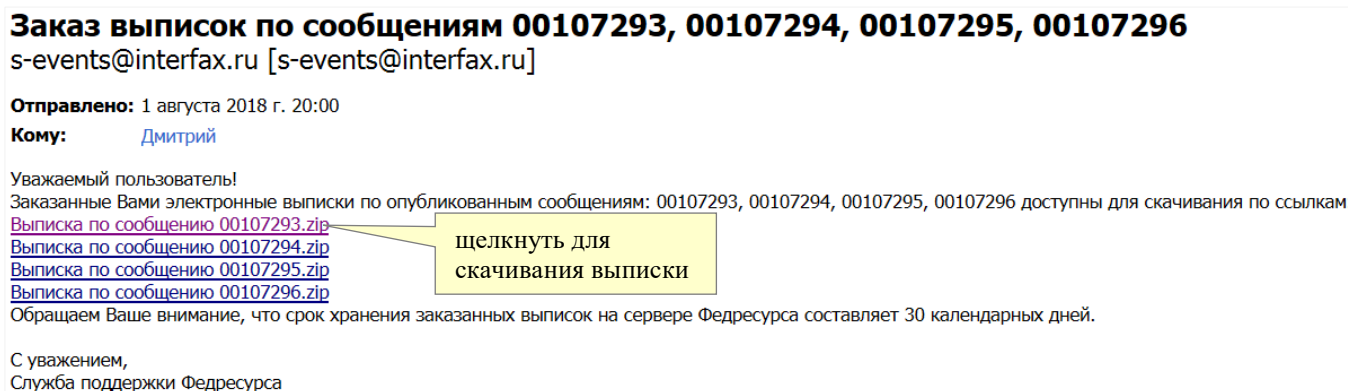 Заказ выписок по сообщениям 00107293, 00107294, 00107295, 00107296
s-events@interfax.ru [s-events@interfax.ru]
Отправлено: 1 августа 2018 г. 20:00
Кому: Дмитрий
Уважаемый пользователь!
Заказанные Вами электронные выписки по опубликованным сообщениям: 00107293, 00107294, 00107295, 00107296 доступны для скачивания по ссылкам
Выписка по сообщению 00107293.zip
Выписка по сообщению 00107294.zip
Выписка по сообщению 00107295.zip
Выписка по сообщению 00107296.zip
щелкнуть для
скачивания выписки
Обращаем Ваше внимание, что срок хранения заказанных выписок на сервере Федресурса составляет 30 календарных дней.
С уважением,
Служба поддержки Федресурса